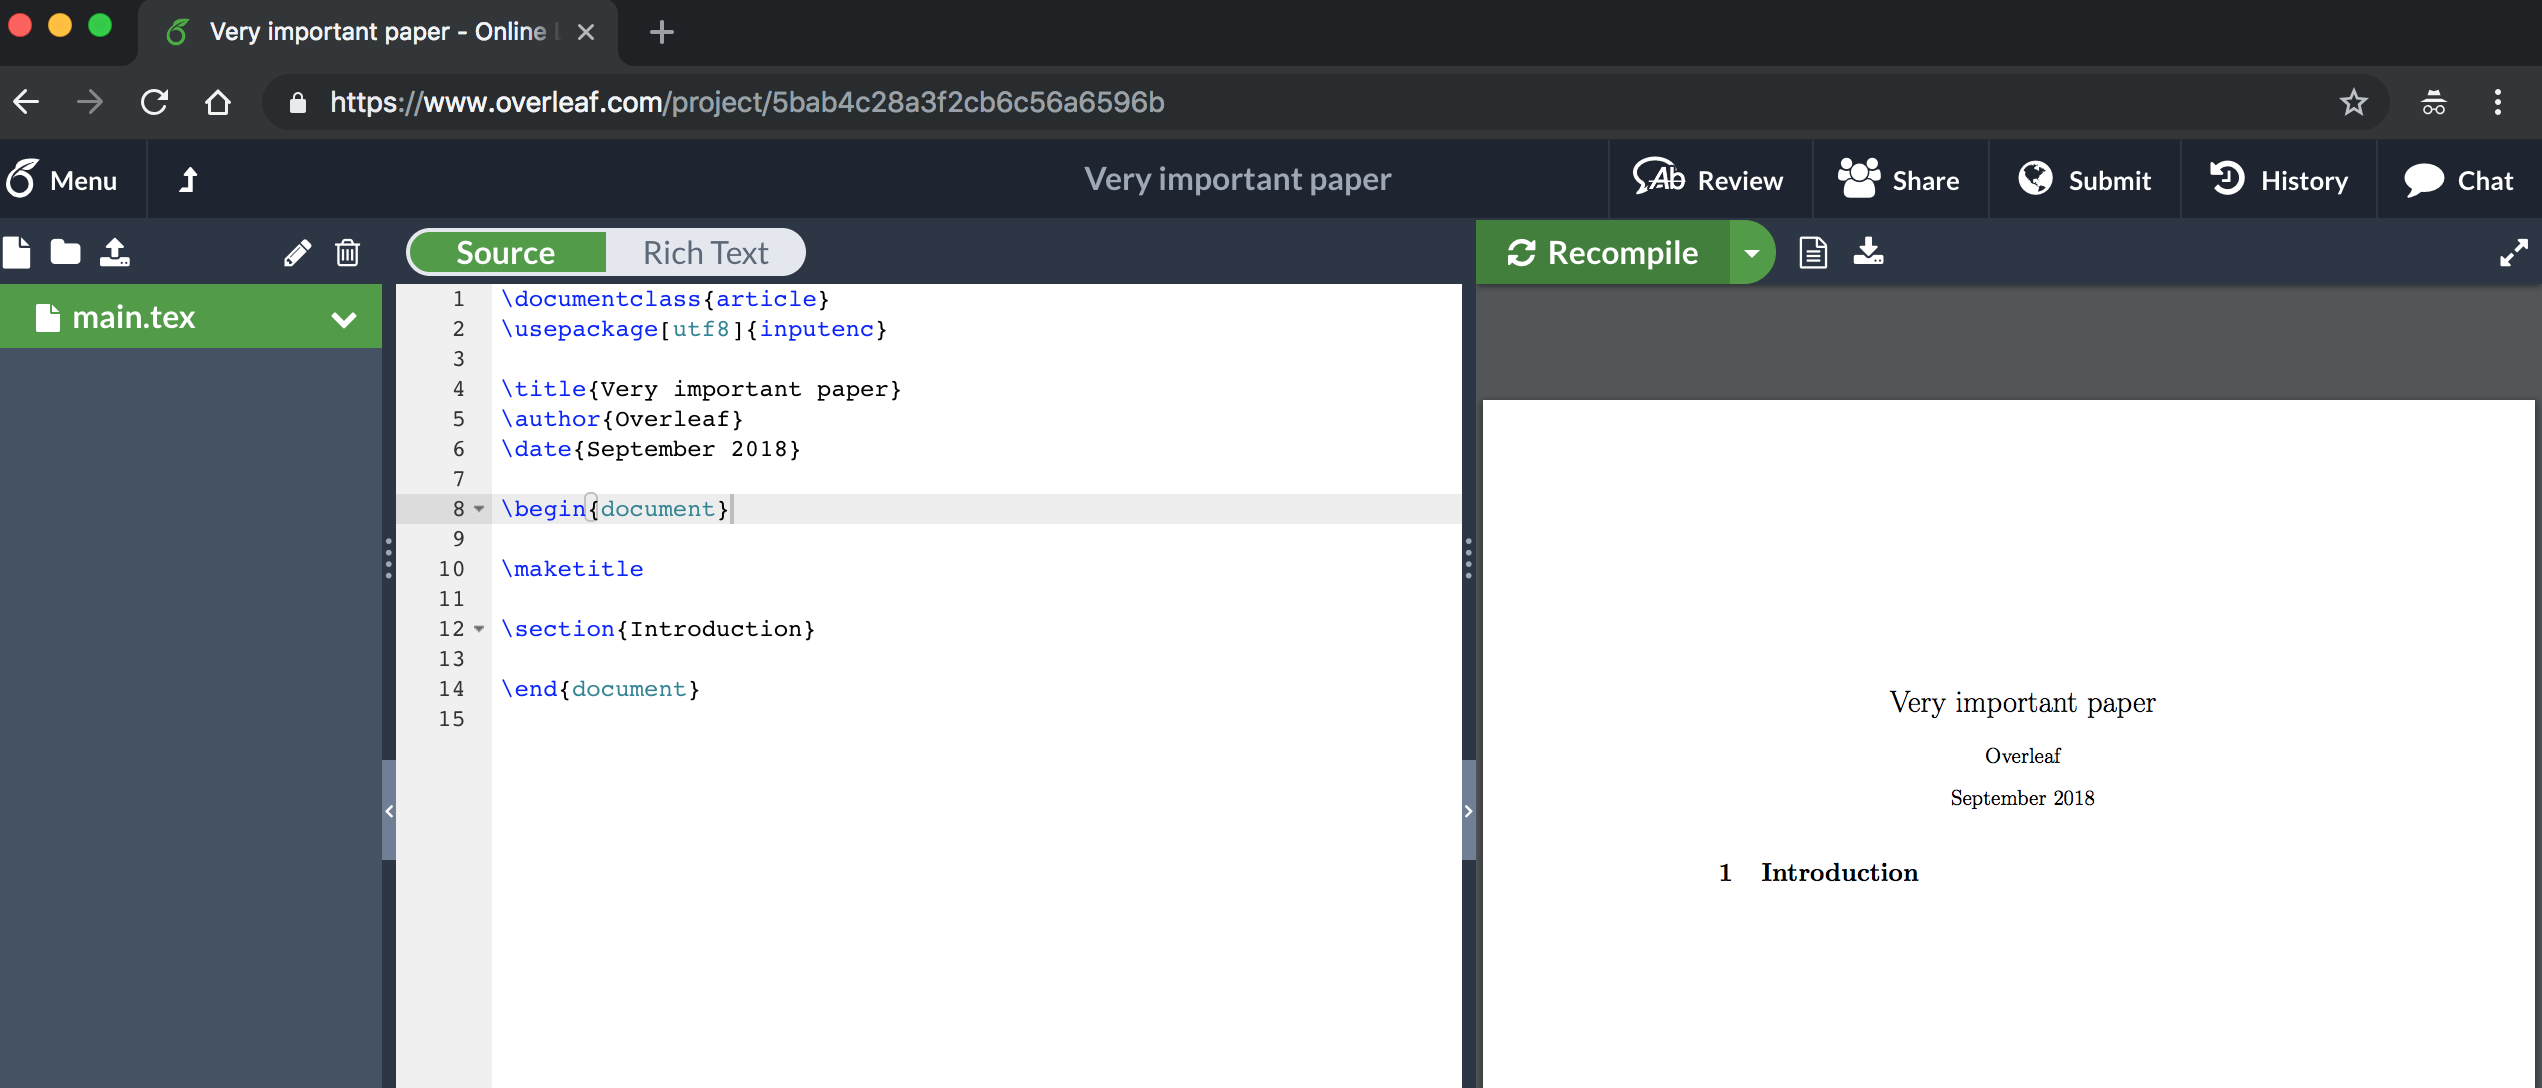 Very important paper - Online
https://www.overleaf.com/project/5bab4c28a3f2cb6c56a6596b
Menu
Very important paper
Ab Review
Share
Submit
History
Chat
Source
Rich Text
Recompile
main.tex
1 \documentclass{article}
2 \usepackage[utf8]{inputenc}
3
4 \title{Very important paper}
5 \author{Overleaf}
6 \date{September 2018}
7
8 \begin{document}
9
10 \maketitle
11
12 \section{Introduction}
13
14 \end{document}
15
Very important paper
Overleaf
September 2018
1 Introduction